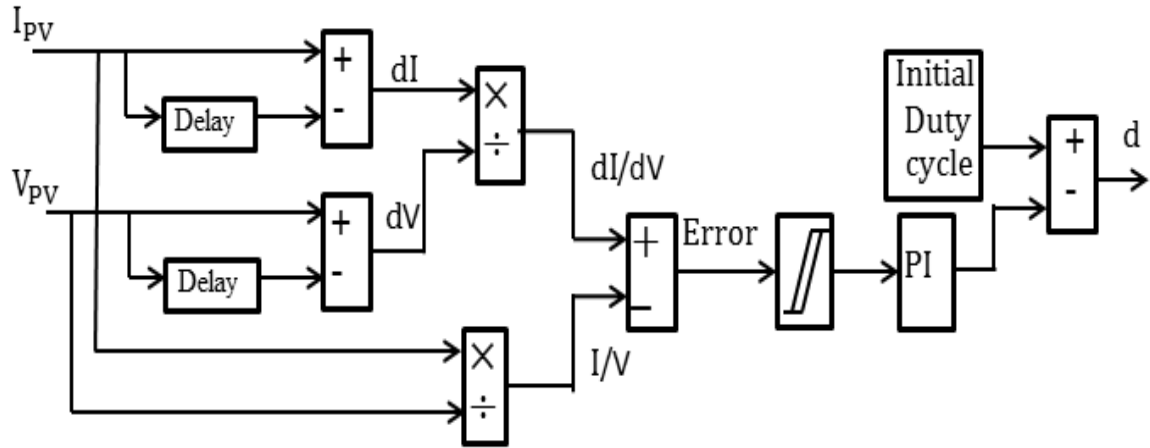 I_PV
+
-
dI
Delay
×
÷
V_PV
+
-
dV
Delay
dI/dV
×
÷
I/V
+
−
Error
PI
Initial
Duty
cycle
+
-
d